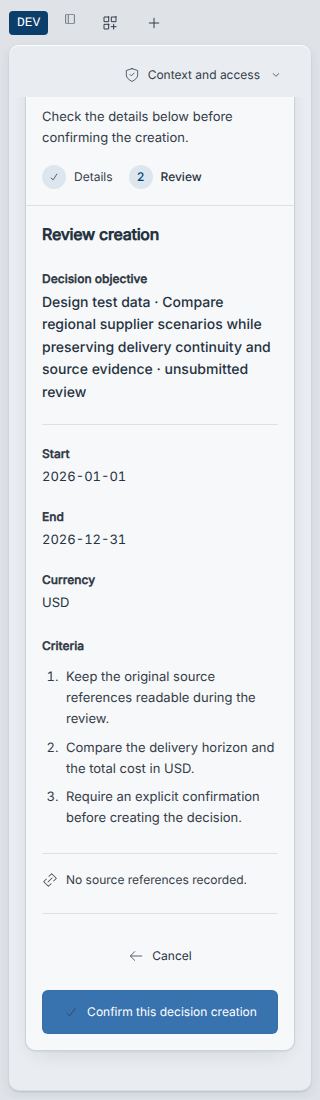 DEV
Context and access
Check the details below before
confirming the creation.
Details 2 Review
Review creation
Decision objective
Design test data · Compare
regional supplier scenarios while
preserving delivery continuity and
source evidence · unsubmitted
review
Start
2026-01-01
End
2026-12-31
Currency
USD
Criteria
1. Keep the original source
references readable during the
review.
2. Compare the delivery horizon and
the total cost in USD.
3. Require an explicit confirmation
before creating the decision.
No source references recorded.
Cancel
Confirm this decision creation